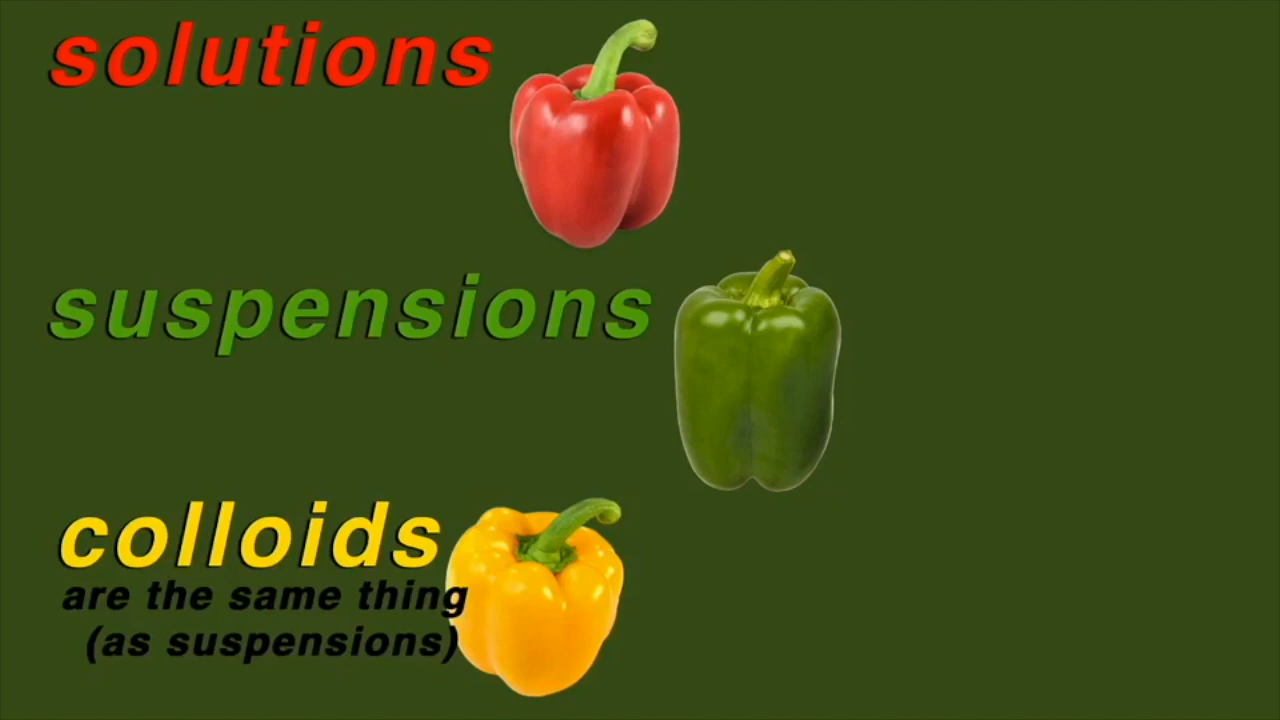 solutions
suspensions
colloids
are the same thing
(as suspensions)